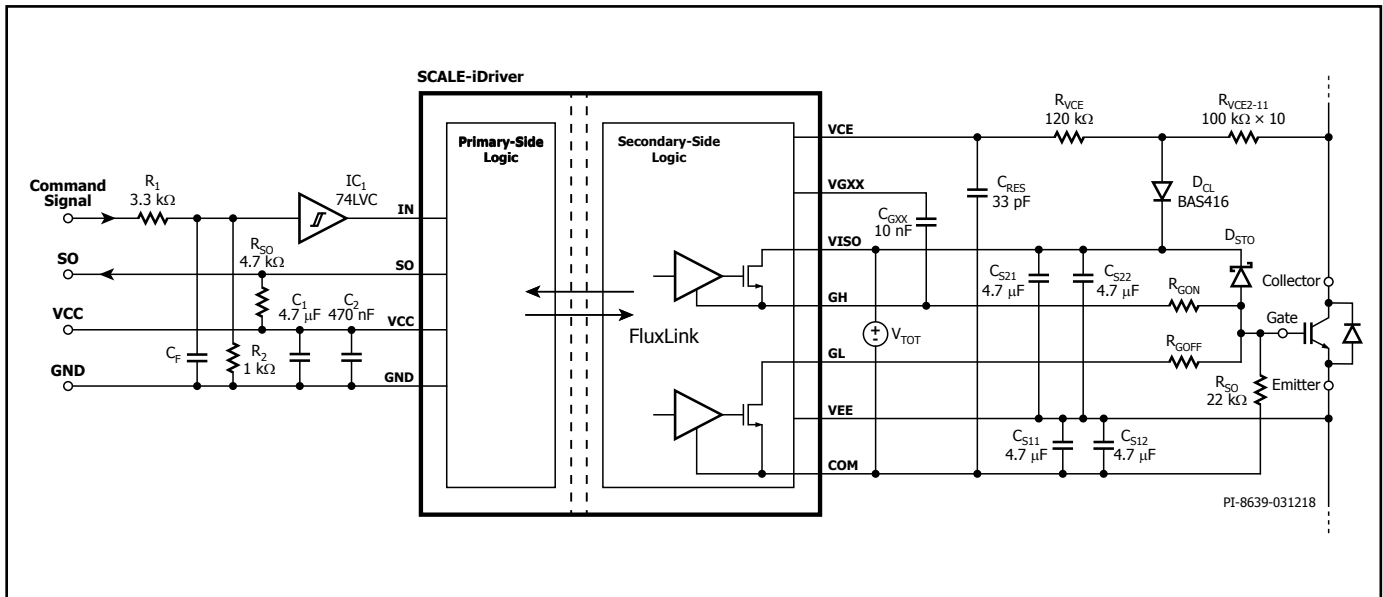 SCALE-iDriver
Primary-Side
Logic
Secondary-Side
Logic
Command
Signal
R1
3.3 kΩ
IC1
74LVC
IN
SO
RSO
4.7 kΩ
SO
VCC
C1
4.7 μF
C2
470 nF
VCC
CF
R2
1 kΩ
GND
GND
FluxLink
VCE
VGXX
VISO
GH
GL
VEE
COM
RVCE
120 kΩ
RVCE2-11
100 kΩ × 10
CRES
33 pF
DCL
BAS416
CGXX
10 nF
DSTO
CS21
4.7 μF
CS22
4.7 μF
RGON
Collector
Gate
VTOT
RGOFF
RSO
22 kΩ
Emitter
CS11
4.7 μF
CS12
4.7 μF
PI-8639-031218